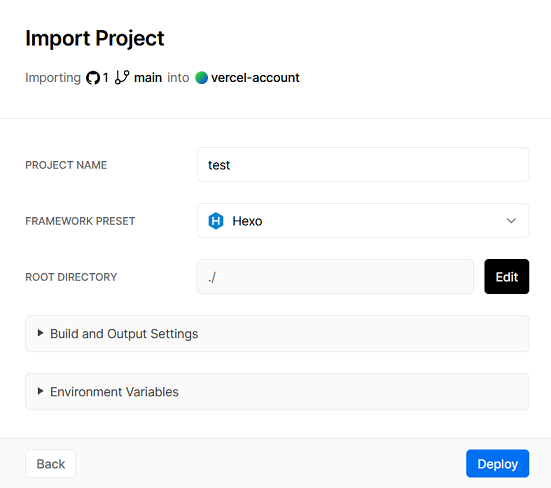 Import Project
Importing 1 main into vercel-account
PROJECT NAME test
FRAMEWORK PRESET H Hexo
ROOT DIRECTORY ./ Edit
Build and Output Settings
Environment Variables
Back Deploy